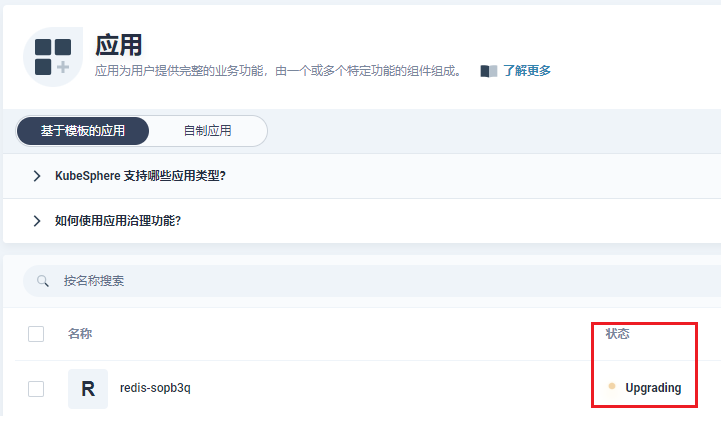 应用
应用为用户提供完整的业务功能，由一个或多个特定功能的组件组成。 了解更多
基于模板的应用 自制应用
KubeSphere 支持哪些应用类型?
如何使用应用治理功能?
按名称搜索
名称 状态
R redis-sopb3q Upgrading